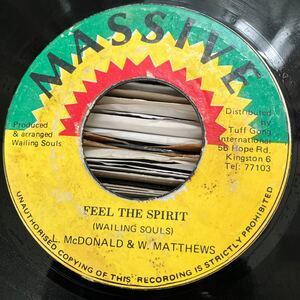 MASSIVE
Produced
& arranged
Wailing Souls
Distributed
by
Tuff Gong
International
56 Hope Rd.
Kingston 6
Tel: 77103
FEEL THE SPIRIT
(WAILING SOULS)
L. McDONALD & W. MATTHEWS
UNAUTHORISED COPYING OF THIS RECORDING IS STRICTLY PROHIBITED